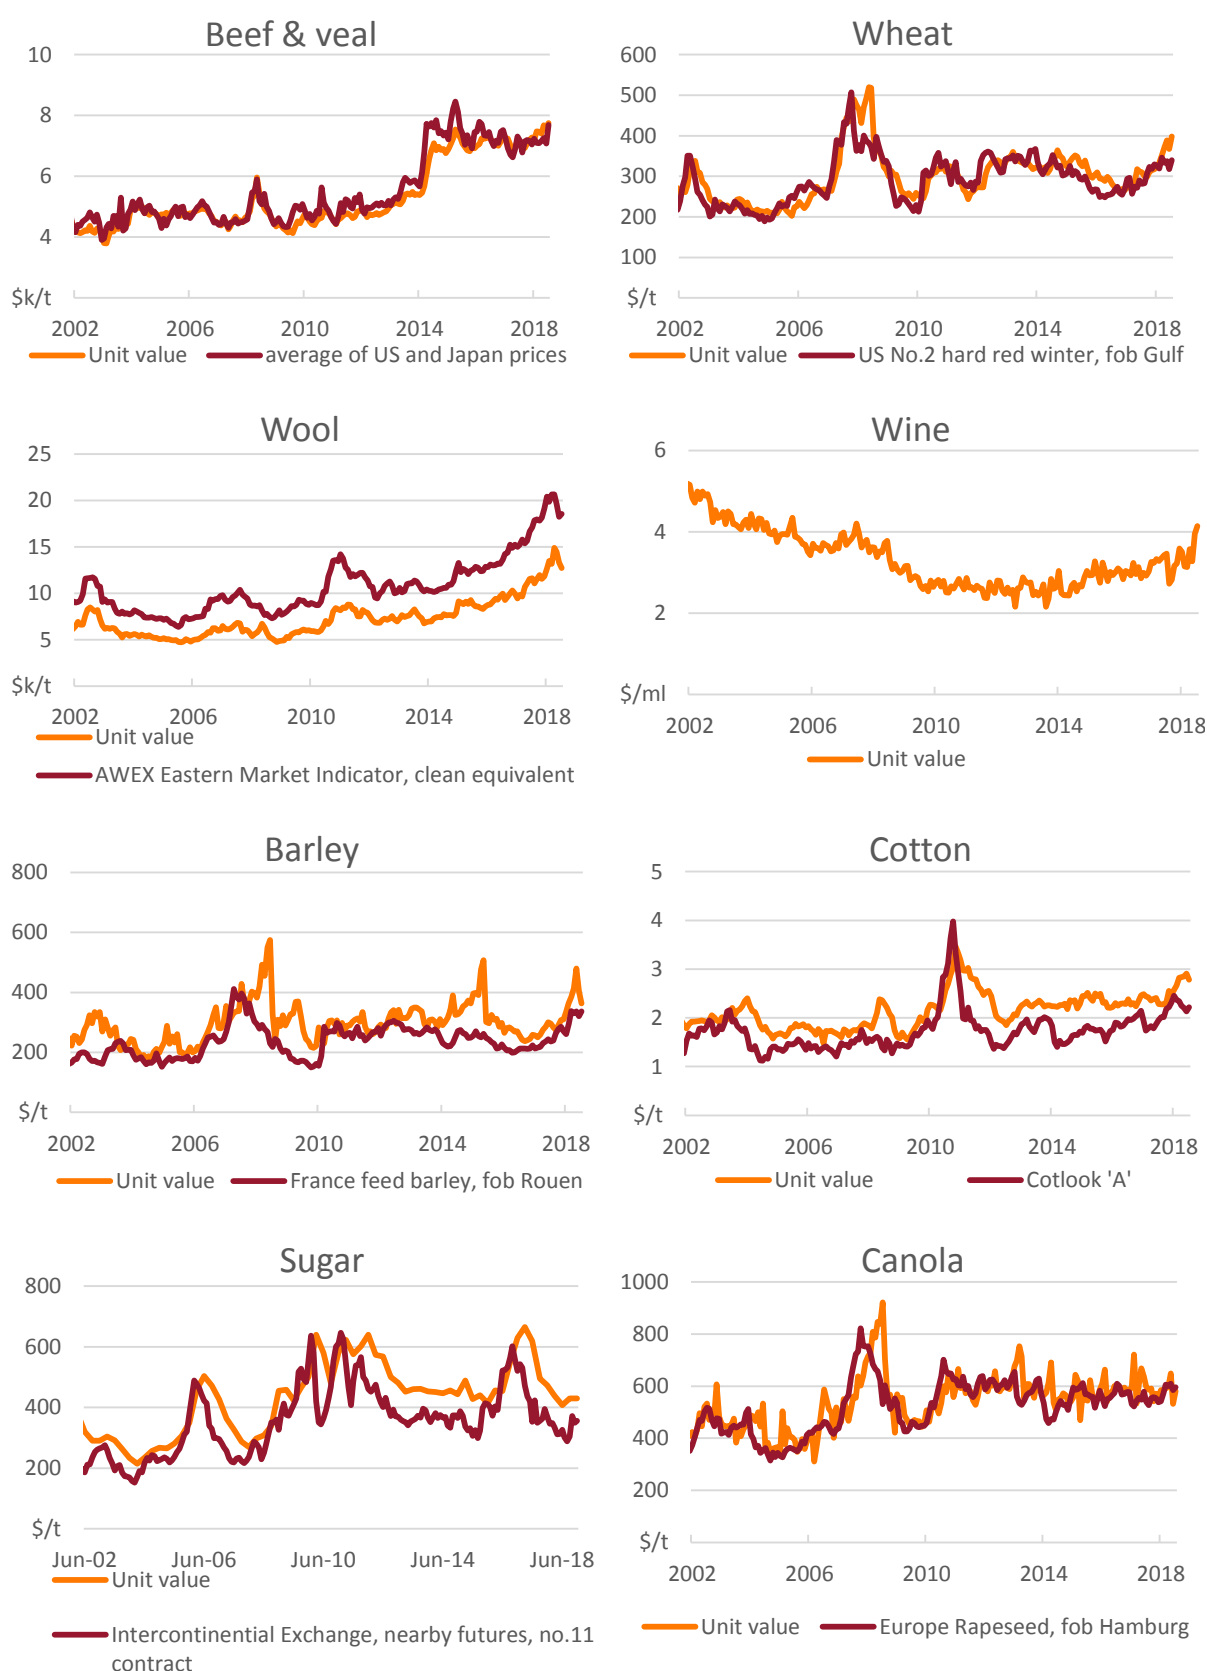 Beef & veal
10
8
6
4
$k/t
2002 2006 2010 2014 2018
Unit value average of US and Japan prices
Wheat
600
500
400
300
200
100
$/t
2002 2006 2010 2014 2018
Unit value US No.2 hard red winter, fob Gulf
Wool
25
20
15
10
5
$k/t
2002 2006 2010 2014 2018
Unit value
AWEX Eastern Market Indicator, clean equivalent
Wine
6
4
2
$/ml
2002 2006 2010 2014 2018
Unit value
Barley
800
600
400
200
$/t
2002 2006 2010 2014 2018
Unit value France feed barley, fob Rouen
Cotton
5
4
3
2
1
$/t
2002 2006 2010 2014 2018
Unit value Cotlook 'A'
Sugar
800
600
400
200
$/t
Jun-02 Jun-06 Jun-10 Jun-14 Jun-18
Unit value
Intercontinental Exchange, nearby futures, no.11
contract
Canola
1000
800
600
400
200
$/t
2002 2006 2010 2014 2018
Unit value Europe Rapeseed, fob Hamburg